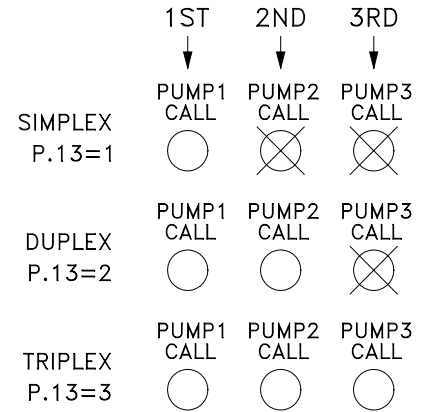 1ST 2ND 3RD
PUMP1 PUMP2 PUMP3
CALL CALL CALL
SIMPLEX
P.13=1
PUMP1 PUMP2 PUMP3
CALL CALL CALL
DUPLEX
P.13=2
PUMP1 PUMP2 PUMP3
CALL CALL CALL
TRIPLEX
P.13=3